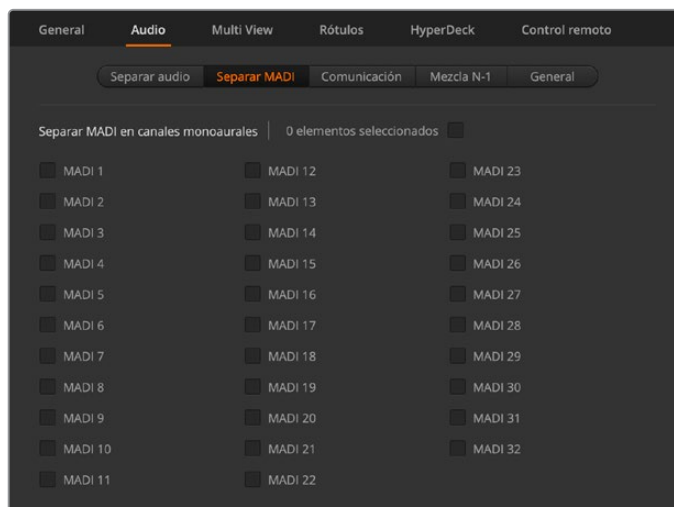 General Audio Multi View Rótulos HyperDeck Control remoto
Separar audio Separar MADI Comunicación Mezcla N-1 General
Separar MADI en canales monoaurales 0 elementos seleccionados
MADI 1 MADI 12 MADI 23
MADI 2 MADI 13 MADI 24
MADI 3 MADI 14 MADI 25
MADI 4 MADI 15 MADI 26
MADI 5 MADI 16 MADI 27
MADI 6 MADI 17 MADI 28
MADI 7 MADI 18 MADI 29
MADI 8 MADI 19 MADI 30
MADI 9 MADI 20 MADI 31
MADI 10 MADI 21 MADI 32
MADI 11 MADI 22